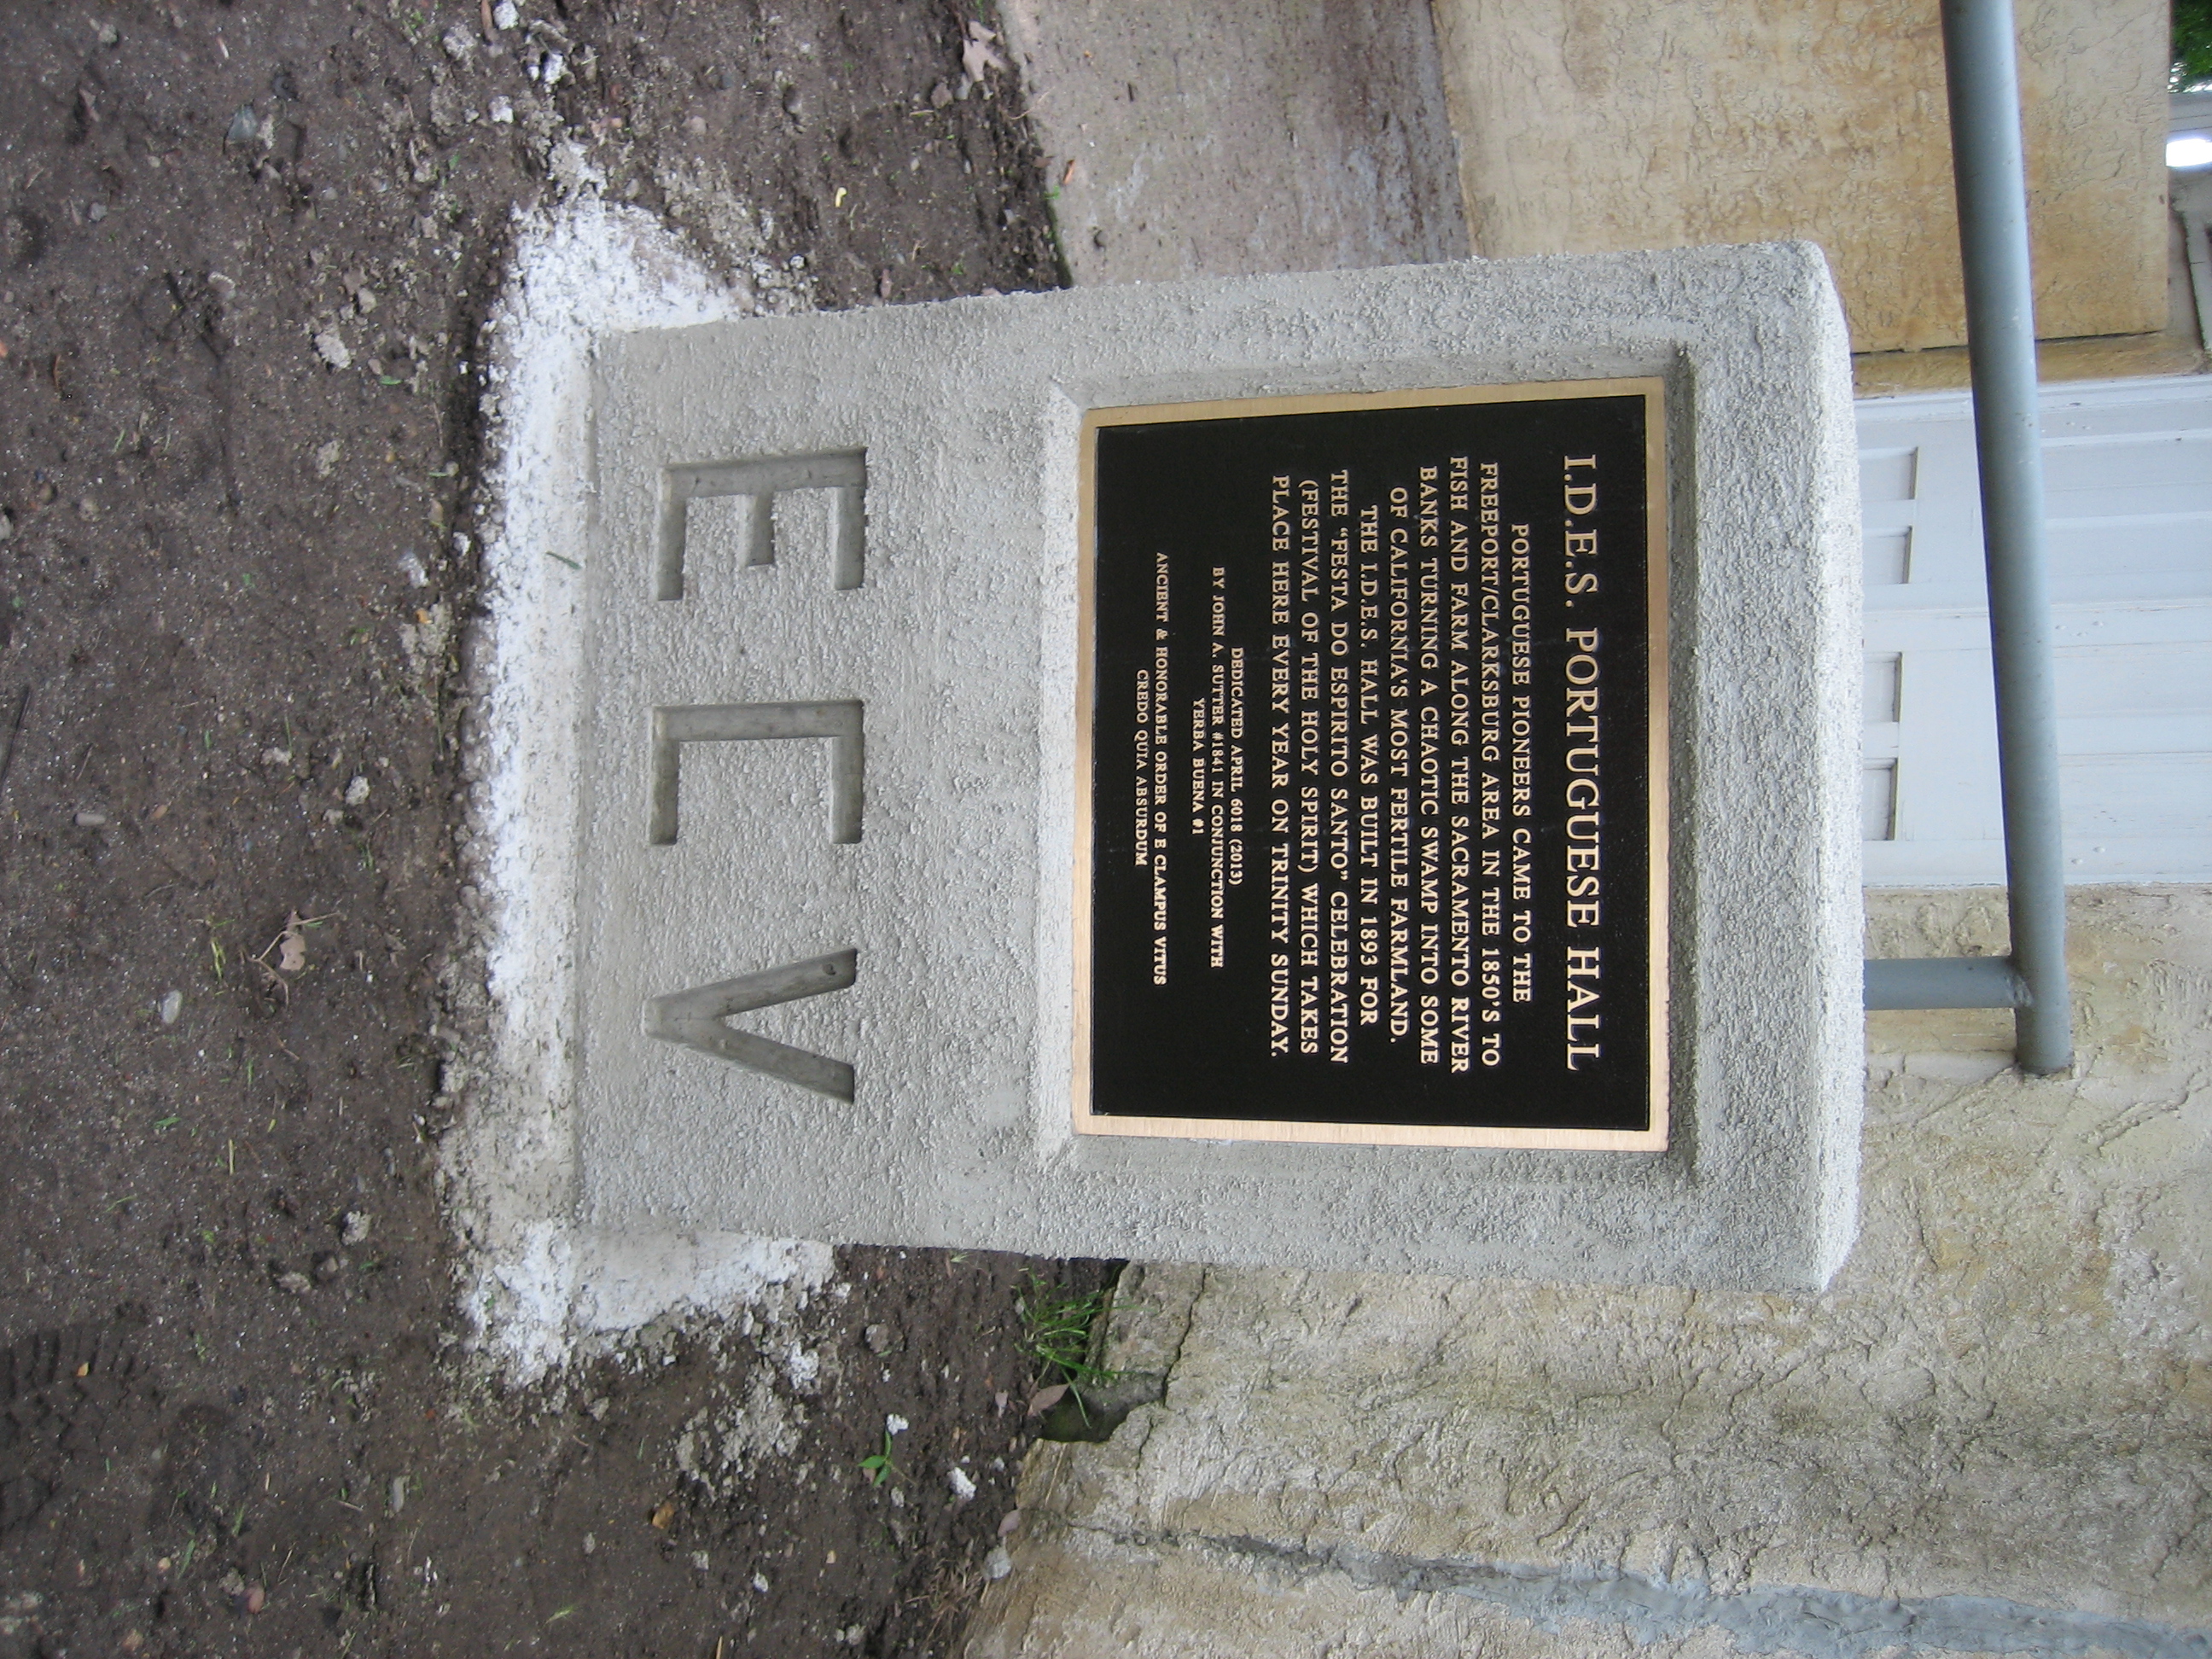 I.D.E.S. PORTUGUESE HALL
PORTUGUESE PIONEERS CAME TO THE
FREEPORT/CLARKSBURG AREA IN THE 1850'S TO
FISH AND FARM ALONG THE SACRAMENTO RIVER
BANKS TURNING A CHAOTIC SWAMP INTO SOME
OF CALIFORNIA'S MOST FERTILE FARMLAND.
THE I.D.E.S. HALL WAS BUILT IN 1893 FOR
THE "FESTA DO ESPIRITO SANTO" CELEBRATION
(FESTIVAL OF THE HOLY SPIRIT) WHICH TAKES
PLACE HERE EVERY YEAR ON TRINITY SUNDAY.
DEDICATED APRIL 6018 (2013)
BY JOHN A. SUTTER #1841 IN CONJUNCTION WITH
YERBA BUENA #1
ANCIENT & HONORABLE ORDER OF E CLAMPUS VITUS
CREDO QUIA ABSURDUM
E C V